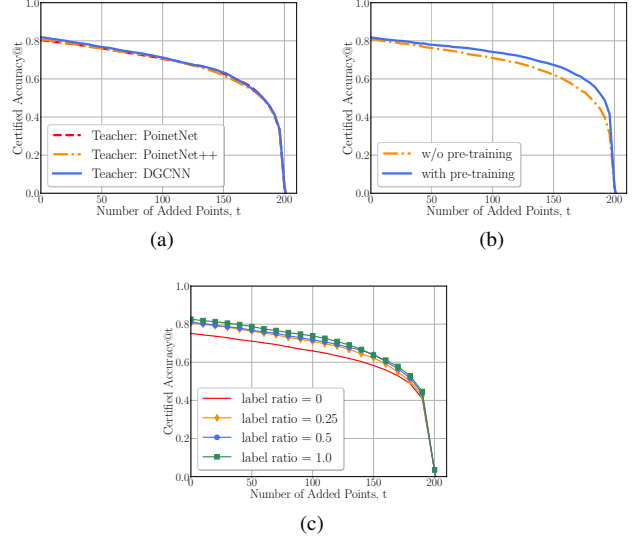 1.0
0.8
0.6
0.4
0.2
0.0
Certified Accuracy@t
Teacher: PoinetNet
Teacher: PoinetNet++
Teacher: DGCNN
0 50 100 150 200
Number of Added Points, t
(a)
1.0
0.8
0.6
0.4
0.2
0.0
Certified Accuracy@t
w/o pre-training
with pre-training
0 50 100 150 200
Number of Added Points, t
(b)
1.0
0.8
0.6
0.4
0.2
0.0
Certified Accuracy@t
label ratio = 0
label ratio = 0.25
label ratio = 0.5
label ratio = 1.0
0 50 100 150 200
Number of Added Points, t
(c)